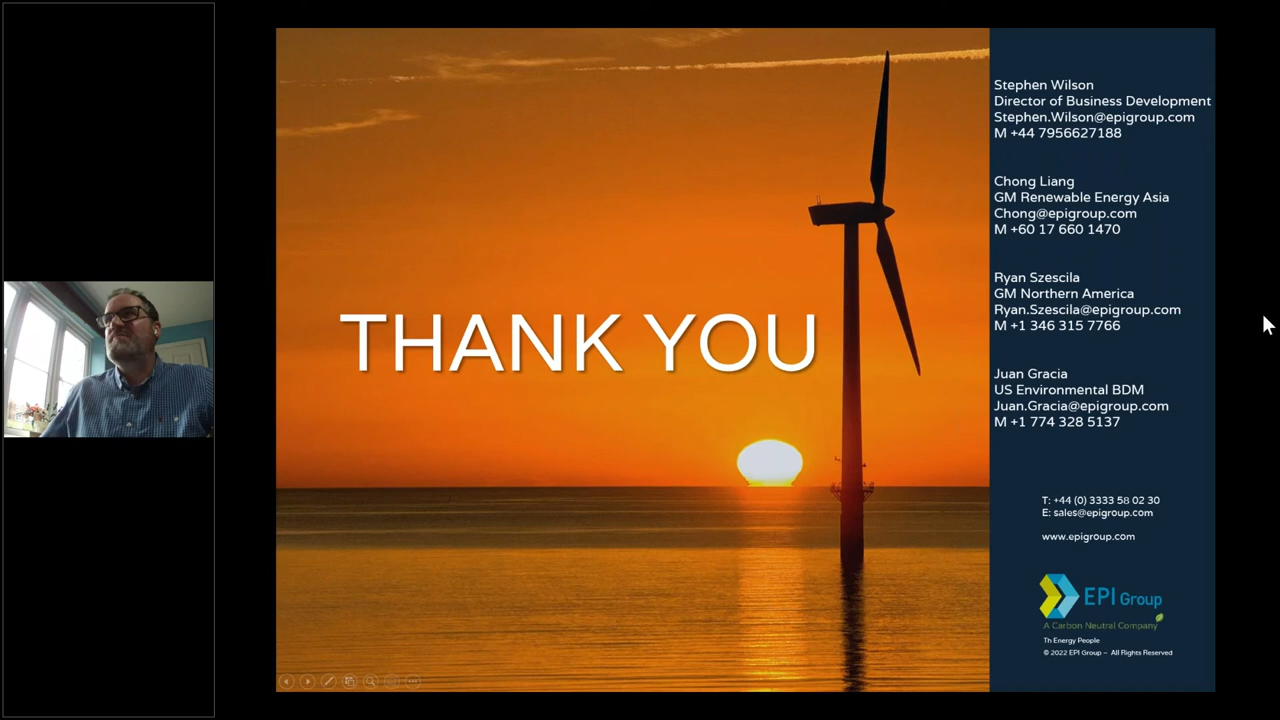 THANK YOU
Stephen Wilson
Director of Business Development
Stephen.Wilson@epigroup.com
M +44 7956627188
Chong Liang
GM Renewable Energy Asia
Chong@epigroup.com
M +60 17 660 1470
Ryan Szescila
GM Northern America
Ryan.Szescila@epigroup.com
M +1 346 315 7766
Juan Gracia
US Environmental BDM
Juan.Gracia@epigroup.com
M +1 774 328 5137
T: +44 (0) 3333 58 02 30
E: sales@epigroup.com
www.epigroup.com
EPI Group
A Carbon Neutral Company
Th Energy People
© 2022 EPI Group – All Rights Reserved